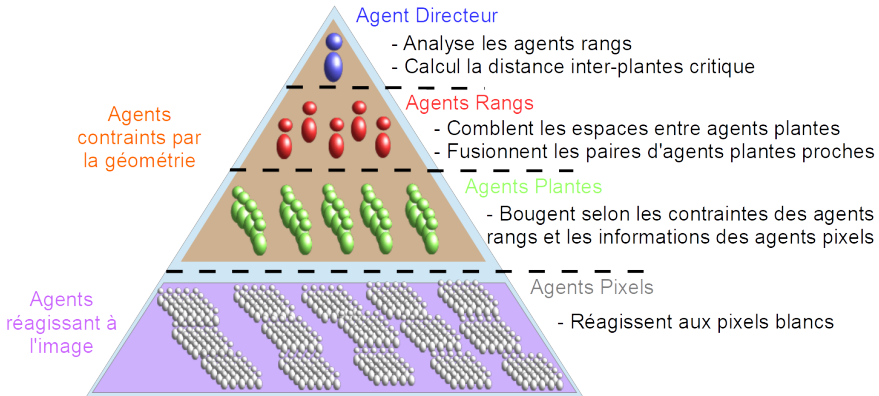 Agent Directeur
- Analyse les agents rangs
- Calcul la distance inter-plantes critique
Agents Rangs
- Comblent les espaces entre agents plantes
- Fusionnent les paires d'agents plantes proches
Agents
contraints par
la géométrie
Agents Plantes
- Bougent selon les contraintes des agents
rangs et les informations des agents pixels
Agents Pixels
- Réagissent aux pixels blancs
Agents
réagissant à
l'image